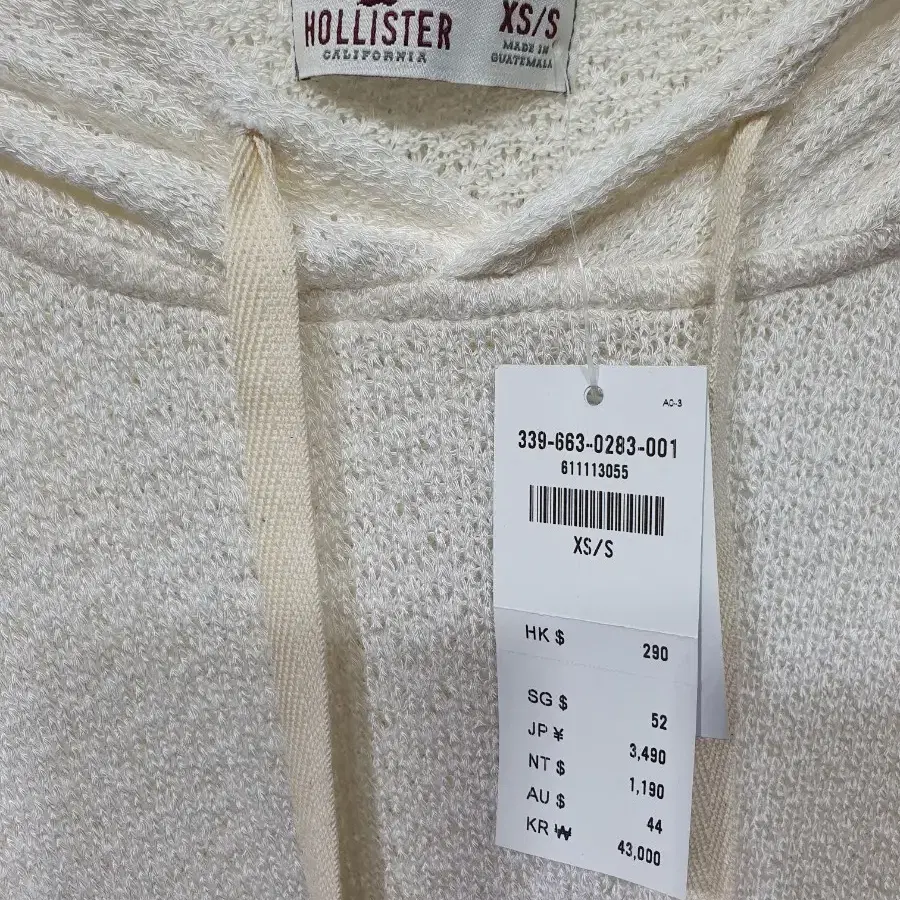 HOLLISTER
CALIFORNIA
XS/S
MADE IN
GUATEMALA
A0-3
339-663-0283-001
611113055
XS/S
HK $ 290
SG $ 52
JP ¥ 3,490
NT $ 1,190
AU $ 44
KR ₩ 43,000